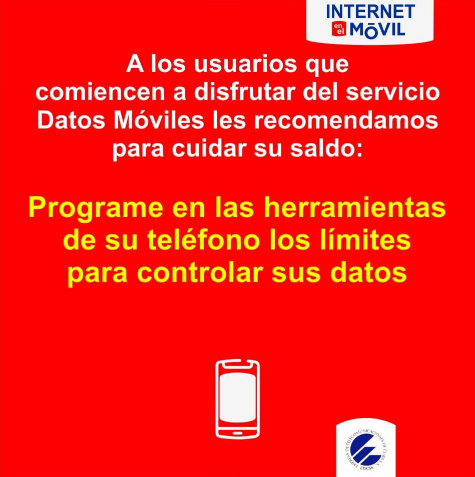 INTERNET
en el MÓVIL
A los usuarios que
comiencen a disfrutar del servicio
Datos Móviles les recomendamos
para cuidar su saldo:
Programe en las herramientas
de su teléfono los límites
para controlar sus datos